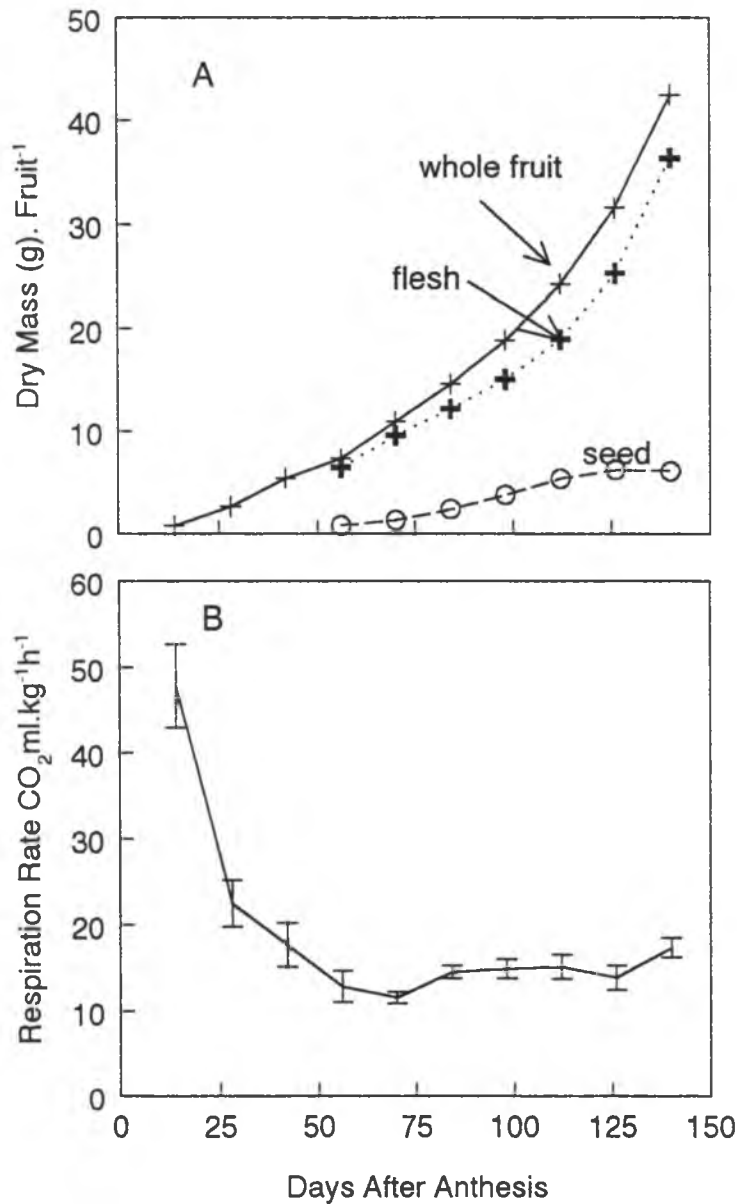 50
A
40
whole fruit
30
flesh
20
10
seed
0
Dry Mass (g). Fruit⁻¹
60
B
50
40
30
20
10
0
Respiration Rate CO₂ml.kg⁻¹h⁻¹
0 25 50 75 100 125 150
Days After Anthesis